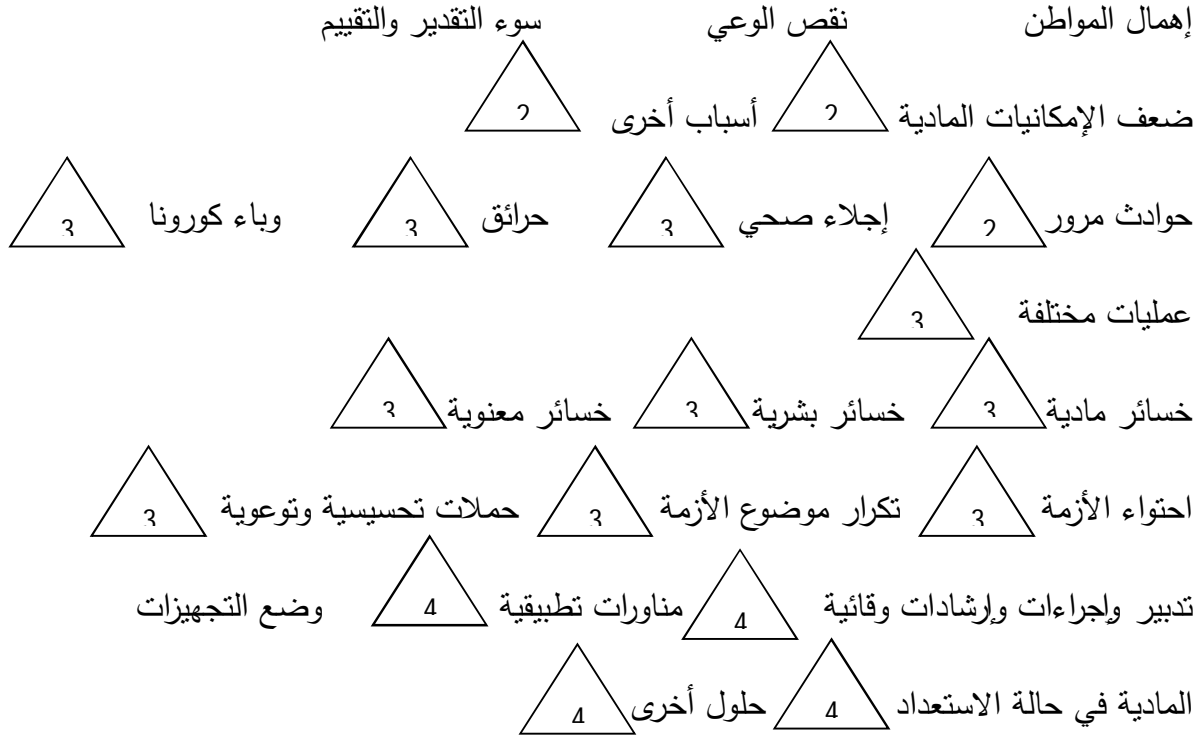 إهمال المواطن نقص الوعي سوء التقدير والتقييم
ضعف الإمكانيات المادية 2 أسباب أخرى 2
حوادث مرور 2 إجلاء صحي 3 حرائق 3 وباء كورونا 3
عمليات مختلفة 3
خسائر مادية 3 خسائر بشرية 3 خسائر معنوية 3
احتواء الأزمة 3 تكرار موضوع الأزمة 3 حملات تحسيسية وتوعوية 3
تدبير وإجراءات وإرشادات وقائية 4 مناورات تطبيقية 4 وضع التجهيزات
المادية في حالة الاستعداد 4 حلول أخرى 4